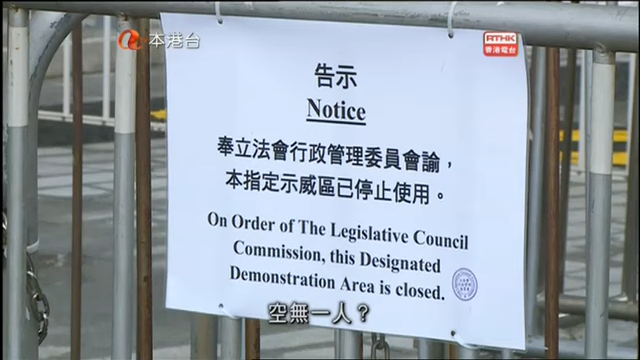 本港台
RTHK
香港電台
告示
Notice
奉立法會行政管理委員會諭，
本指定示威區已停止使用。
On Order of The Legislative Council
Commission, this Designated
Demonstration Area is closed.
空無一人？